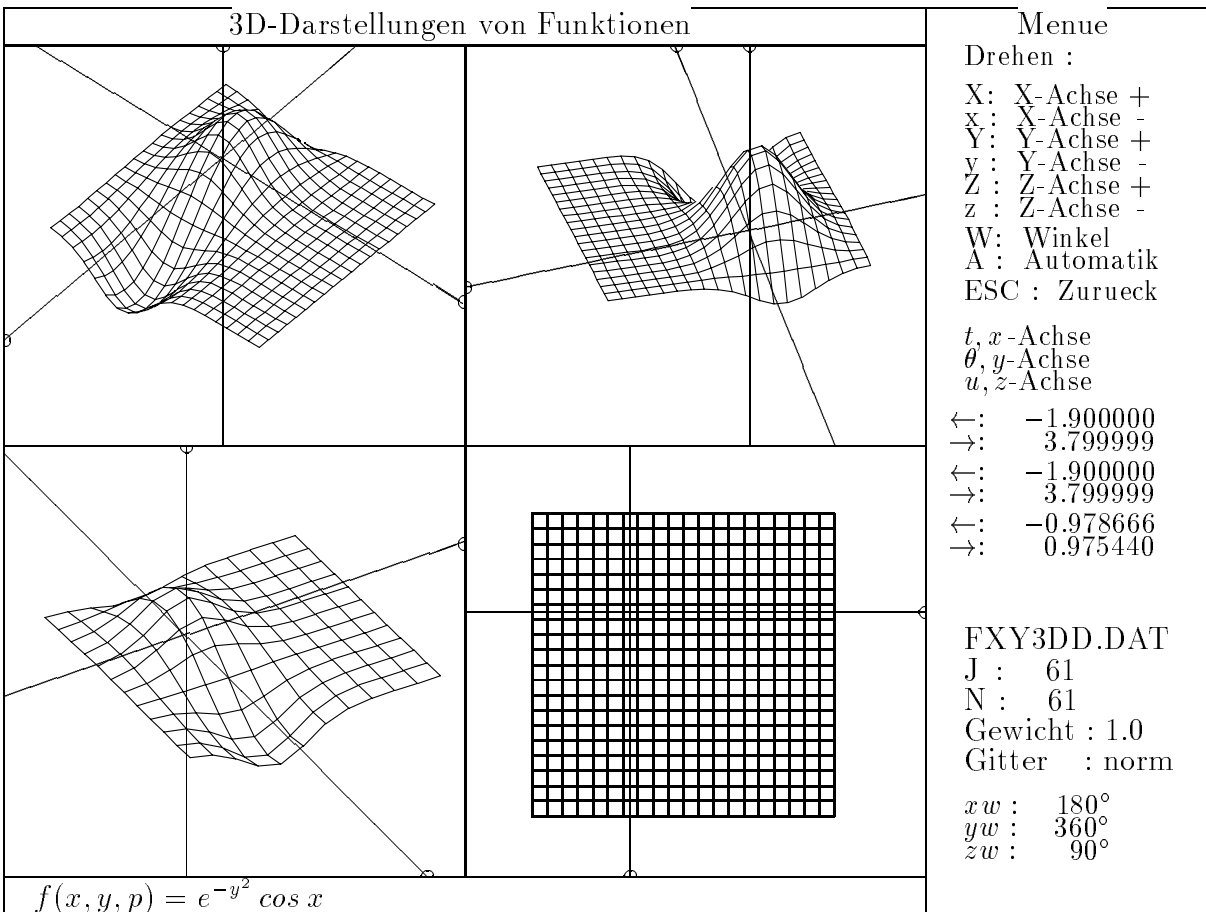 3D-Darstellungen von Funktionen
Menue
Drehen :
X: X-Achse +
x : X-Achse -
Y: Y-Achse +
y : Y-Achse -
Z : Z-Achse +
z : Z-Achse -
W: Winkel
A : Automatik
ESC : Zurueck
t, x-Achse
θ, y-Achse
u, z-Achse
←: −1.900000
→: 3.799999
←: −1.900000
→: 3.799999
←: −0.978666
→: 0.975440
FXY3DD.DAT
J : 61
N : 61
Gewicht : 1.0
Gitter : norm
xw : 180°
yw : 360°
zw : 90°
f(x, y, p) = e^{−y²} cos x